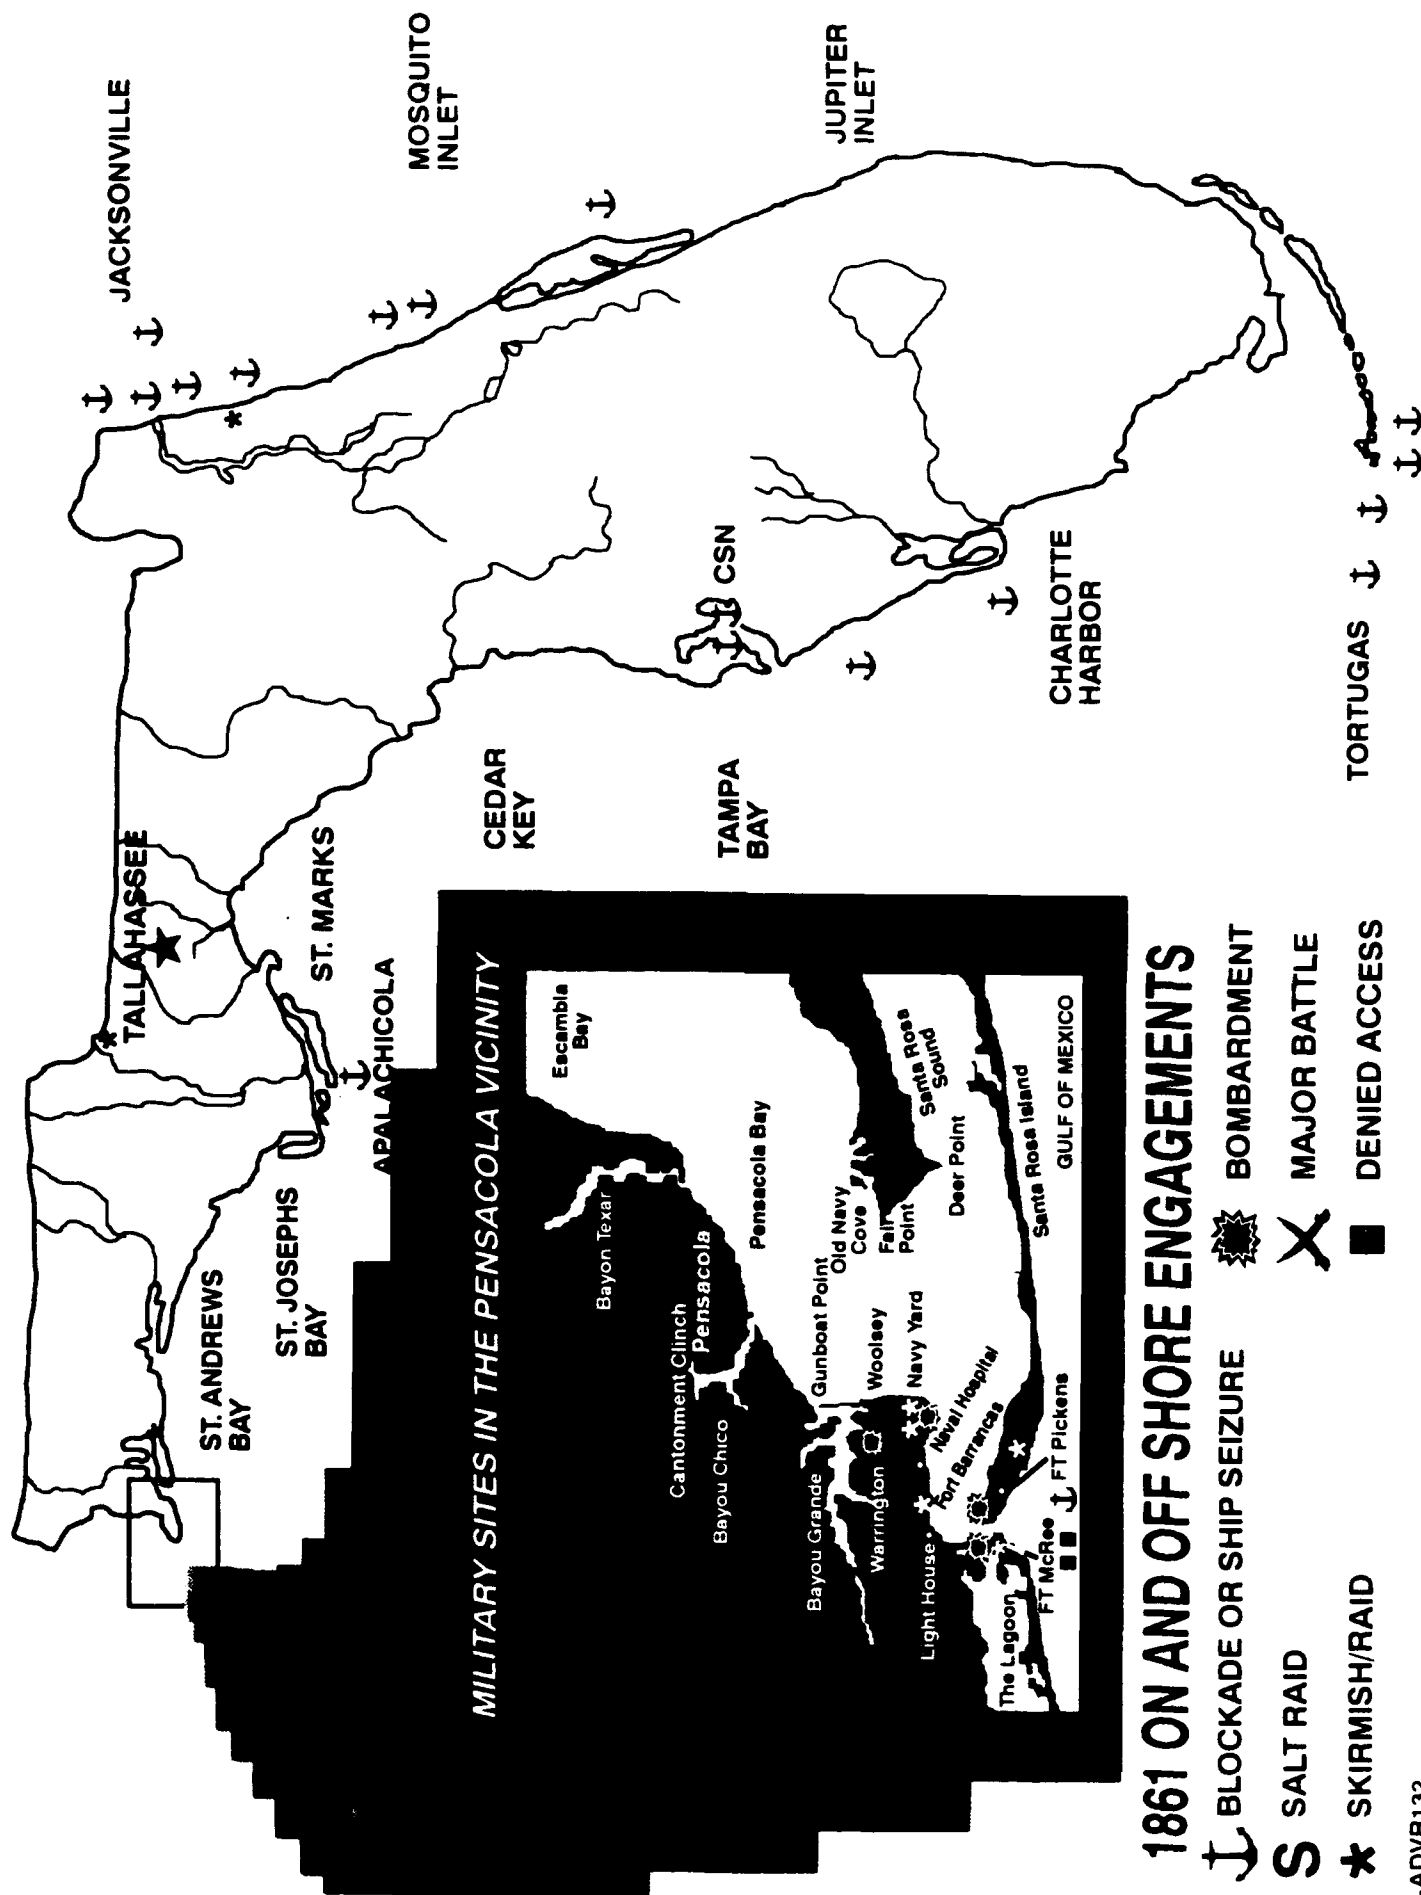 JACKSONVILLE
MOSQUITO
INLET
JUPITER
INLET
TALLAHASSEE
ST. MARKS
APALACHICOLA
ST. JOSEPHS
BAY
ST. ANDREWS
BAY
CEDAR
KEY
TAMPA
BAY
CSN
CHARLOTTE
HARBOR
TORTUGAS
MILITARY SITES IN THE PENSACOLA VICINITY
Escambia
Bay
Bayon Texar
Pensacola Bay
Cantonment Clinch
Pensacola
Bayou Chico
Gunboat Point
Old Navy
Cove
Fair
Point
Santa Rosa
Sound
Deer Point
Bayou Grande
Woolsey
Warrington
Navy Yard
Naval Hospital
Fort Barrancas
Light House
Santa Rosa Island
GULF OF MEXICO
The Lagoon
FT McRee
FT Pickens
1861 ON AND OFF SHORE ENGAGEMENTS
BLOCKADE OR SHIP SEIZURE
BOMBARDMENT
S SALT RAID
MAJOR BATTLE
* SKIRMISH/RAID
DENIED ACCESS